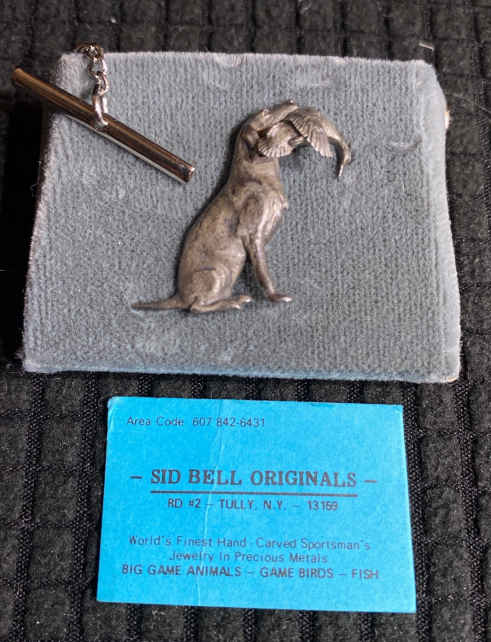 Area Code 607 842-6431
– SID BELL ORIGINALS –
RD #2 – TULLY, N.Y. – 13159
World's Finest Hand-Carved Sportsman's
Jewelry In Precious Metals
BIG GAME ANIMALS – GAME BIRDS – FISH